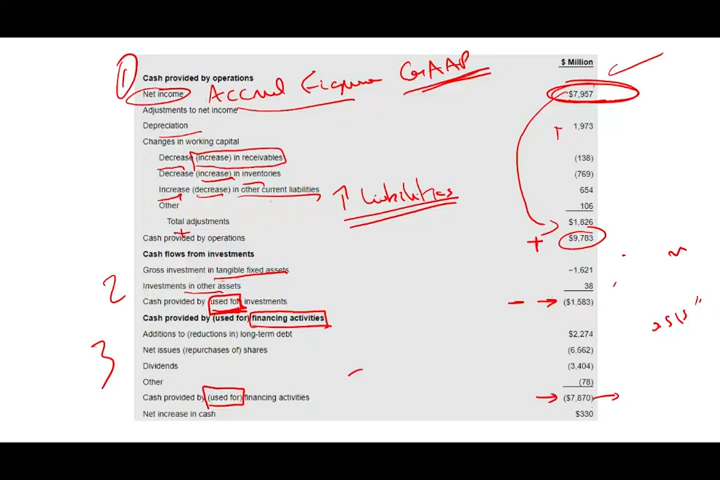 1
$ Million
Cash provided by operations
Accrual Figure GAAP
Net income $7,957
Adjustments to net income
Depreciation + 1,973
Changes in working capital
Decrease (increase) in receivables (138)
Decrease (increase) in inventories (769)
Increase (decrease) in other current liabilities 654
↑ Liabilities
Other 106
Total adjustments $1,826
+
Cash provided by operations + $9,783
Cash flows from investments
Gross investment in tangible fixed assets −1,621
2
Investments in other assets 38
Cash provided by (used for) investments − → ($1,583)
Cash provided by (used for) financing activities
Additions to (reductions in) long-term debt $2,274
3
Net issues (repurchases of) shares (6,662)
Dividends (3,404)
Other (78)
Cash provided by (used for) financing activities → ($7,870) →
Net increase in cash $330